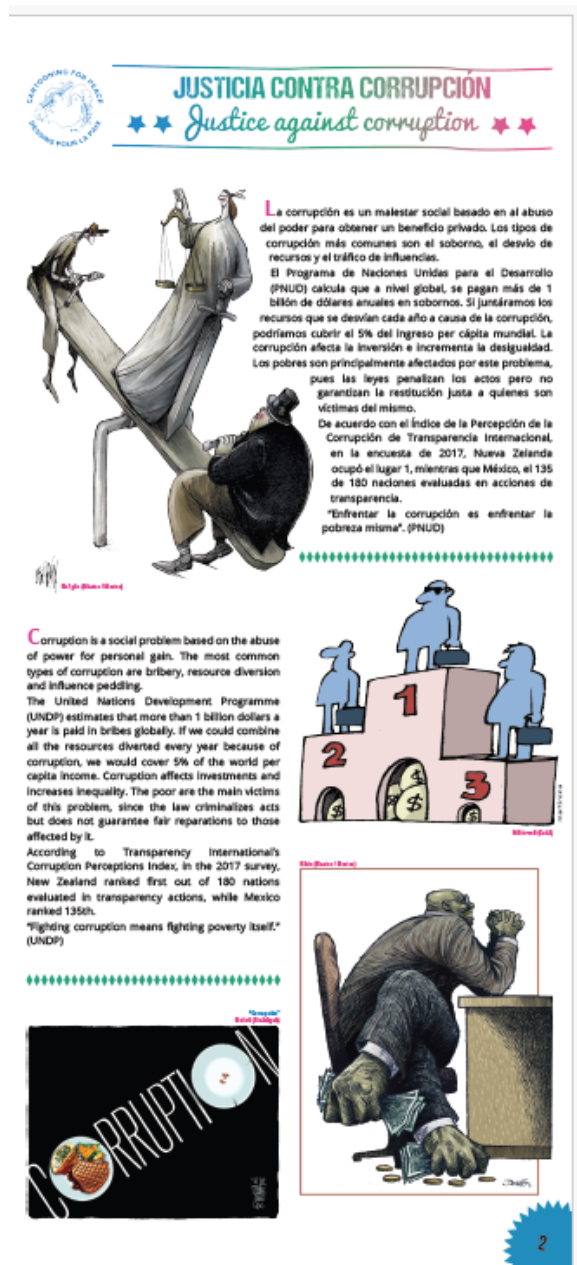 CARTOONING FOR PEACE
DESSINS POUR LA PAIX
JUSTICIA CONTRA CORRUPCIÓN
Justice against corruption
La corrupción es un malestar social basado en al abuso
del poder para obtener un beneficio privado. Los tipos de
corrupción más comunes son el soborno, el desvío de
recursos y el tráfico de influencias.
El Programa de Naciones Unidas para el Desarrollo
(PNUD) calcula que a nivel global, se pagan más de 1
billón de dólares anuales en sobornos. Si juntáramos los
recursos que se desvían cada año a causa de la corrupción,
podríamos cubrir el 5% del ingreso per cápita mundial. La
corrupción afecta la inversión e incrementa la desigualdad.
Los pobres son principalmente afectados por este problema,
pues las leyes penalizan los actos pero no
garantizan la restitución justa a quienes son
víctimas del mismo.
De acuerdo con el Índice de la Percepción de la
Corrupción de Transparencia Internacional,
en la encuesta de 2017, Nueva Zelanda
ocupó el lugar 1, mientras que México, el 135
de 180 naciones evaluadas en acciones de
transparencia.
"Enfrentar la corrupción es enfrentar la
pobreza misma". (PNUD)
Corruption is a social problem based on the abuse
of power for personal gain. The most common
types of corruption are bribery, resource diversion
and influence peddling.
The United Nations Development Programme
(UNDP) estimates that more than 1 billion dollars a
year is paid in bribes globally. If we could combine
all the resources diverted every year because of
corruption, we would cover 5% of the world per
capita income. Corruption affects investments and
increases inequality. The poor are the main victims
of this problem, since the law criminalizes acts
but does not guarantee fair reparations to those
affected by it.
According to Transparency International's
Corruption Perceptions Index, in the 2017 survey,
New Zealand ranked first out of 180 nations
evaluated in transparency actions, while Mexico
ranked 135th.
"Fighting corruption means fighting poverty itself."
(UNDP)
1
2
3
$
$
$
$
"Corrupción"
CORRUPTION
2